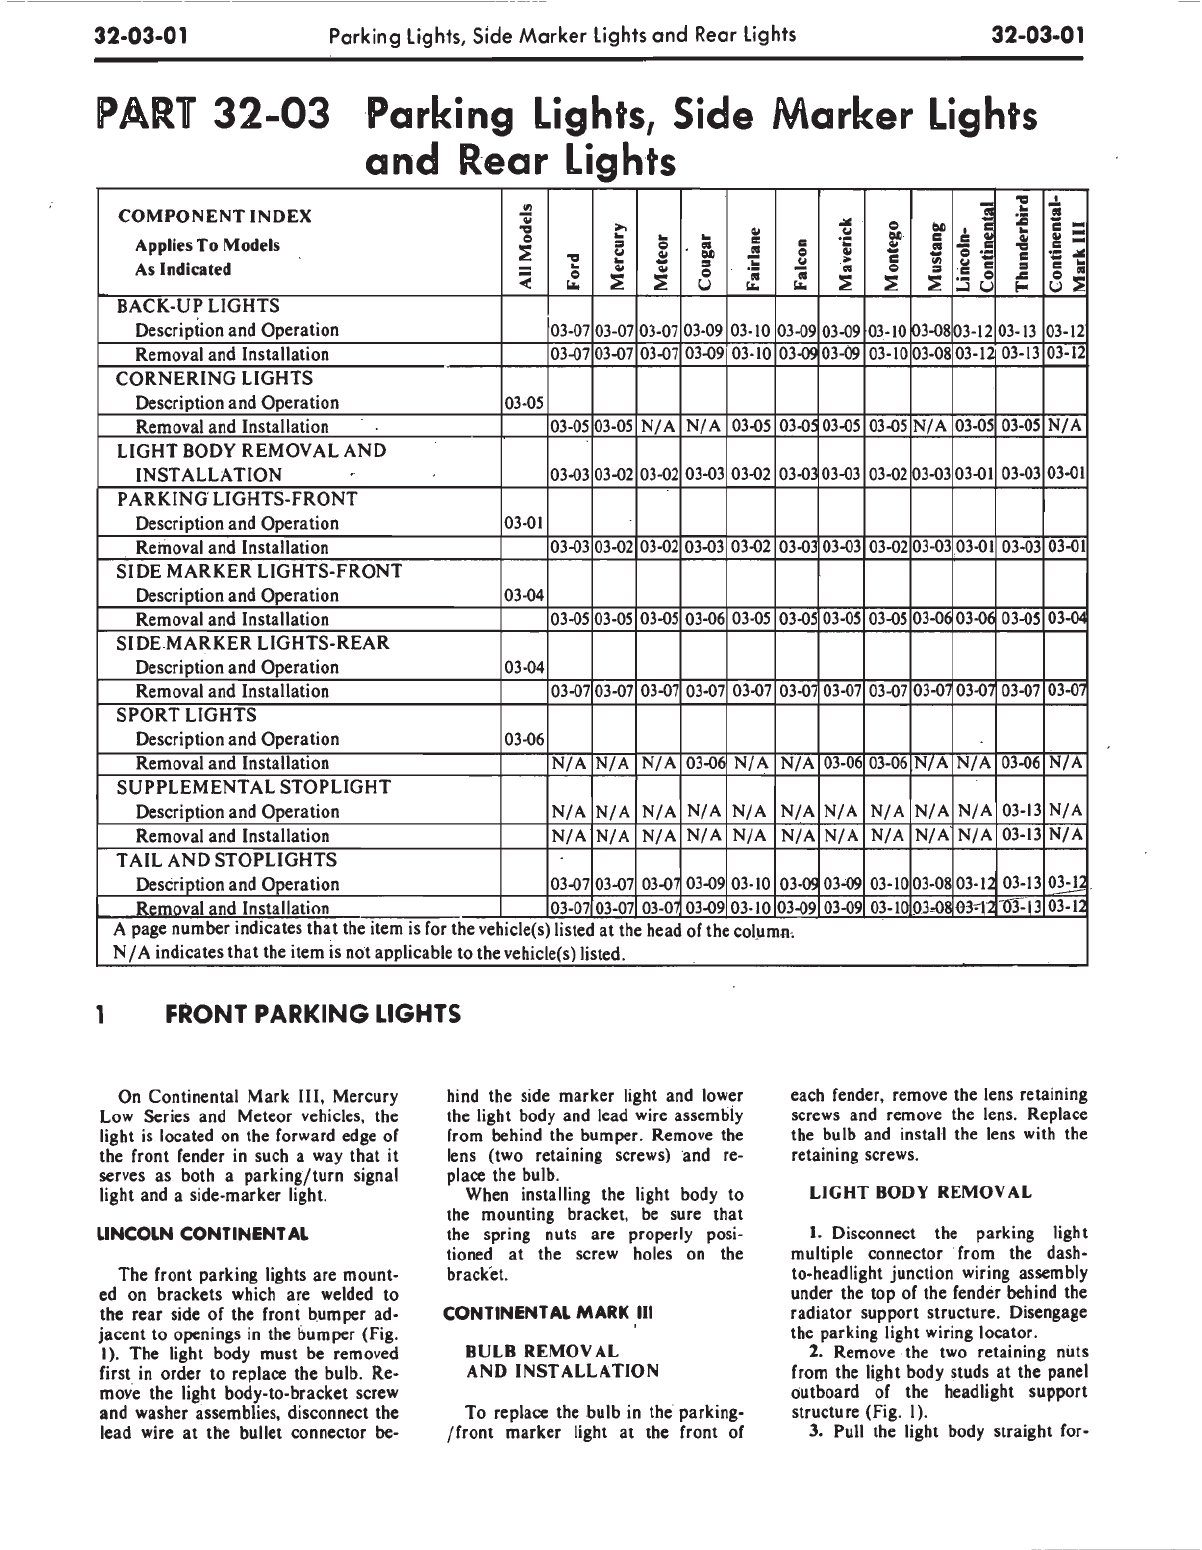 32-03-01 Parking Lights, Side Marker Lights and Rear Lights 32-03-01
PART 32-03 Parking Lights, Side Marker Lights
and Rear Lights
COMPONENT INDEX
Applies To Models
As Indicated
All Models
Ford
Mercury
Meteor
Cougar
Fairlane
Falcon
Maverick
Montego
Mustang
Lincoln-
Continental
Thunderbird
Continental-
Mark III
BACK-UP LIGHTS
Description and Operation 03-07 03-07 03-07 03-09 03-10 03-09 03-09 03-10 03-08 03-12 03-13 03-12
Removal and Installation 03-07 03-07 03-07 03-09 03-10 03-09 03-09 03-10 03-08 03-12 03-13 03-12
CORNERING LIGHTS
Description and Operation 03-05
Removal and Installation 03-05 03-05 N/A N/A 03-05 03-05 03-05 03-05 N/A 03-05 03-05 N/A
LIGHT BODY REMOVAL AND
INSTALLATION 03-03 03-02 03-02 03-03 03-02 03-03 03-03 03-02 03-03 03-01 03-03 03-01
PARKING LIGHTS-FRONT
Description and Operation 03-01
Removal and Installation 03-03 03-02 03-02 03-03 03-02 03-03 03-03 03-02 03-03 03-01 03-03 03-01
SIDE MARKER LIGHTS-FRONT
Description and Operation 03-04
Removal and Installation 03-05 03-05 03-05 03-06 03-05 03-05 03-05 03-05 03-06 03-06 03-05 03-04
SIDE MARKER LIGHTS-REAR
Description and Operation 03-04
Removal and Installation 03-07 03-07 03-07 03-07 03-07 03-07 03-07 03-07 03-07 03-07 03-07 03-07
SPORT LIGHTS
Description and Operation 03-06
Removal and Installation N/A N/A N/A 03-06 N/A N/A 03-06 03-06 N/A N/A 03-06 N/A
SUPPLEMENTAL STOPLIGHT
Description and Operation N/A N/A N/A N/A N/A N/A N/A N/A N/A N/A 03-13 N/A
Removal and Installation N/A N/A N/A N/A N/A N/A N/A N/A N/A N/A 03-13 N/A
TAIL AND STOPLIGHTS
Description and Operation 03-07 03-07 03-07 03-09 03-10 03-09 03-09 03-10 03-08 03-12 03-13 03-12
Removal and Installation 03-07 03-07 03-07 03-09 03-10 03-09 03-09 03-10 03-08 03-12 03-13 03-12
A page number indicates that the item is for the vehicle(s) listed at the head of the column.
N/A indicates that the item is not applicable to the vehicle(s) listed.
1 FRONT PARKING LIGHTS
On Continental Mark III, Mercury
Low Series and Meteor vehicles, the
light is located on the forward edge of
the front fender in such a way that it
serves as both a parking/turn signal
light and a side-marker light.
LINCOLN CONTINENTAL
The front parking lights are mount-
ed on brackets which are welded to
the rear side of the front bumper ad-
jacent to openings in the bumper (Fig.
1). The light body must be removed
first in order to replace the bulb. Re-
move the light body-to-bracket screw
and washer assemblies, disconnect the
lead wire at the bullet connector be-
hind the side marker light and lower
the light body and lead wire assembly
from behind the bumper. Remove the
lens (two retaining screws) and re-
place the bulb.
When installing the light body to
the mounting bracket, be sure that
the spring nuts are properly posi-
tioned at the screw holes on the
bracket.
CONTINENTAL MARK III
BULB REMOVAL
AND INSTALLATION
To replace the bulb in the parking-
/front marker light at the front of
each fender, remove the lens retaining
screws and remove the lens. Replace
the bulb and install the lens with the
retaining screws.
LIGHT BODY REMOVAL
1. Disconnect the parking light
multiple connector from the dash-
to-headlight junction wiring assembly
under the top of the fender behind the
radiator support structure. Disengage
the parking light wiring locator.
2. Remove the two retaining nuts
from the light body studs at the panel
outboard of the headlight support
structure (Fig. 1).
3. Pull the light body straight for-